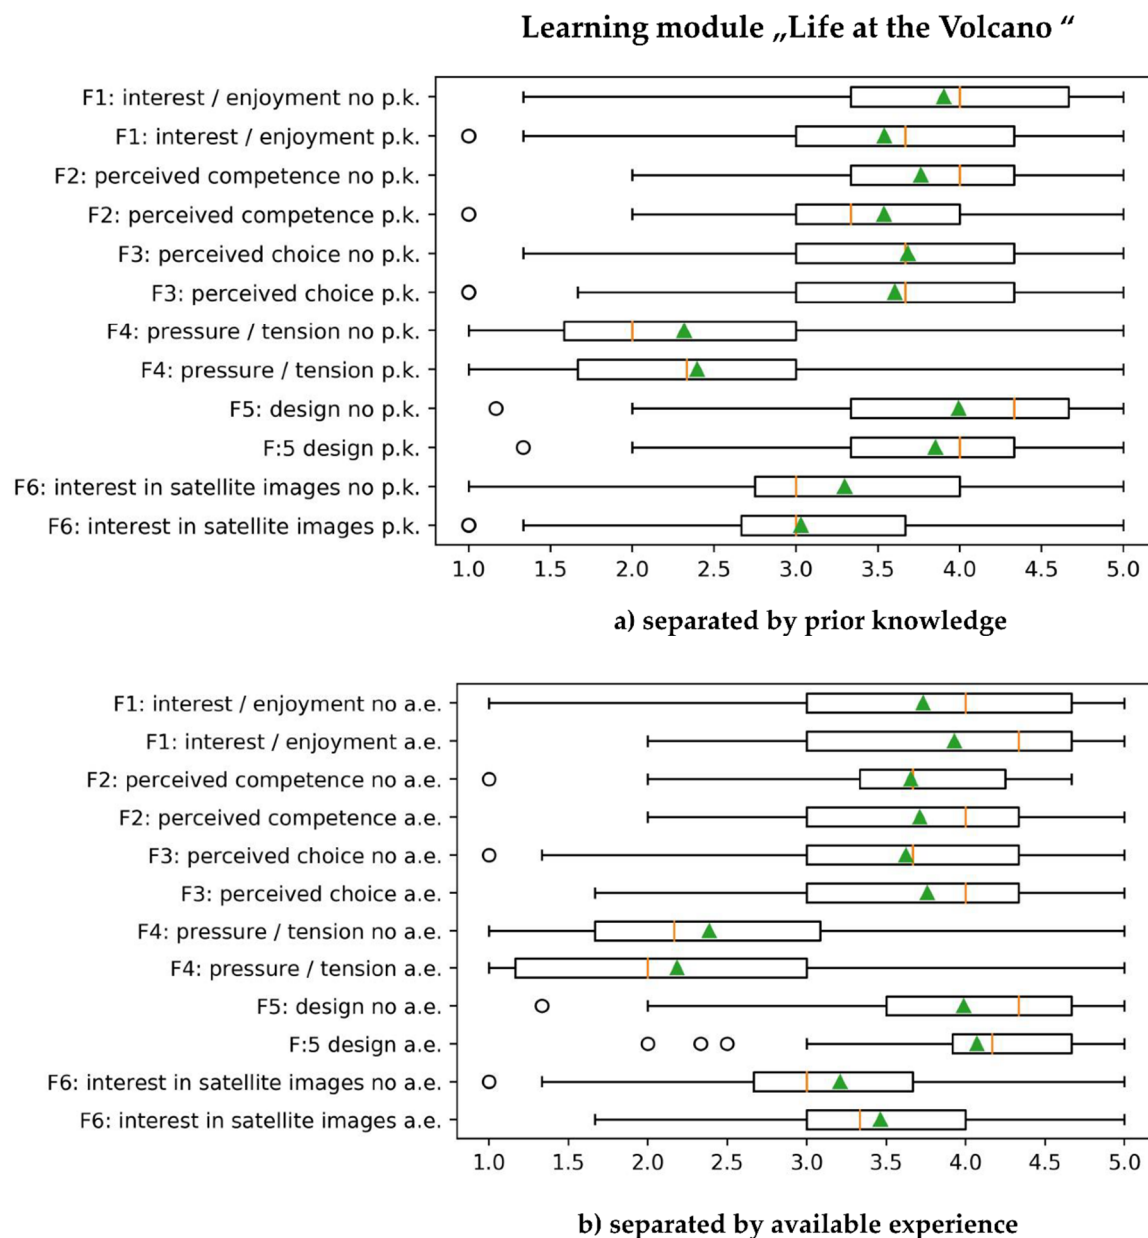 Learning module „Life at the Volcano “
F1: interest / enjoyment no p.k.
F1: interest / enjoyment p.k.
F2: perceived competence no p.k.
F2: perceived competence p.k.
F3: perceived choice no p.k.
F3: perceived choice p.k.
F4: pressure / tension no p.k.
F4: pressure / tension p.k.
F5: design no p.k.
F:5 design p.k.
F6: interest in satellite images no p.k.
F6: interest in satellite images p.k.
1.0 1.5 2.0 2.5 3.0 3.5 4.0 4.5 5.0
a) separated by prior knowledge
F1: interest / enjoyment no a.e.
F1: interest / enjoyment a.e.
F2: perceived competence no a.e.
F2: perceived competence a.e.
F3: perceived choice no a.e.
F3: perceived choice a.e.
F4: pressure / tension no a.e.
F4: pressure / tension a.e.
F5: design no a.e.
F:5 design a.e.
F6: interest in satellite images no a.e.
F6: interest in satellite images a.e.
1.0 1.5 2.0 2.5 3.0 3.5 4.0 4.5 5.0
b) separated by available experience